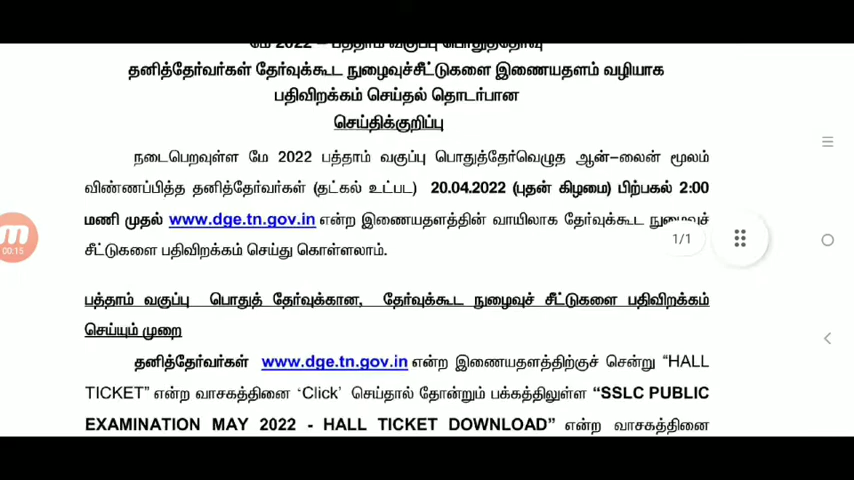 மே 2022 – பத்தாம் வகுப்பு பொதுத்தேர்வு
தனித்தேர்வர்கள் தேர்வுக்கூட நுழைவுச்சீட்டுகளை இணையதளம் வழியாக
பதிவிறக்கம் செய்தல் தொடர்பான
செய்திக்குறிப்பு
நடைபெறவுள்ள மே 2022 பத்தாம் வகுப்பு பொதுத்தேர்வெழுத ஆன்–லைன் மூலம்
விண்ணப்பித்த தனித்தேர்வர்கள் (தட்கல் உட்பட) 20.04.2022 (புதன் கிழமை) பிற்பகல் 2:00
மணி முதல் www.dge.tn.gov.in என்ற இணையதளத்தின் வாயிலாக தேர்வுக்கூட நுழைவுச்
சீட்டுகளை பதிவிறக்கம் செய்து கொள்ளலாம்.
1/1
00:15
பத்தாம் வகுப்பு பொதுத் தேர்வுக்கான, தேர்வுக்கூட நுழைவுச் சீட்டுகளை பதிவிறக்கம்
செய்யும் முறை
தனித்தேர்வர்கள் www.dge.tn.gov.in என்ற இணையதளத்திற்குச் சென்று “HALL
TICKET” என்ற வாசகத்தினை ‘Click’ செய்தால் தோன்றும் பக்கத்திலுள்ள “SSLC PUBLIC
EXAMINATION MAY 2022 - HALL TICKET DOWNLOAD” என்ற வாசகத்தினை